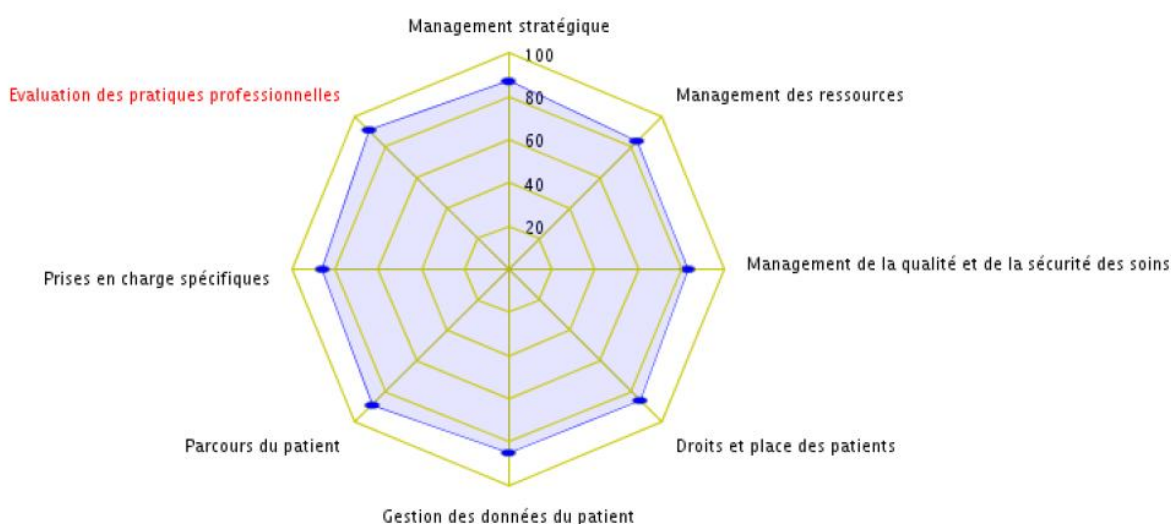 Management stratégique
100
Evaluation des pratiques professionnelles
Management des ressources
80
60
40
20
Prises en charge spécifiques
Management de la qualité et de la sécurité des soins
Parcours du patient
Droits et place des patients
Gestion des données du patient